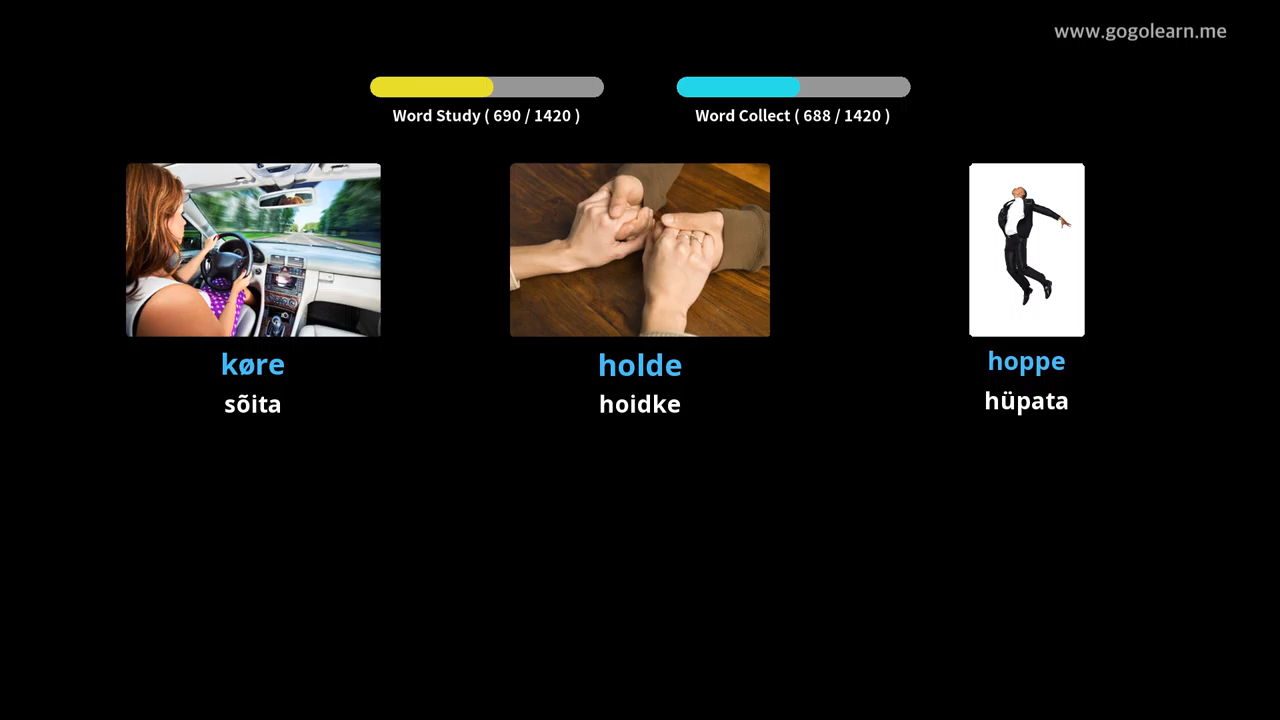 www.gogolearn.me
Word Study ( 690 / 1420 )
Word Collect ( 688 / 1420 )
køre
holde
hoppe
sõita
hoidke
hüpata